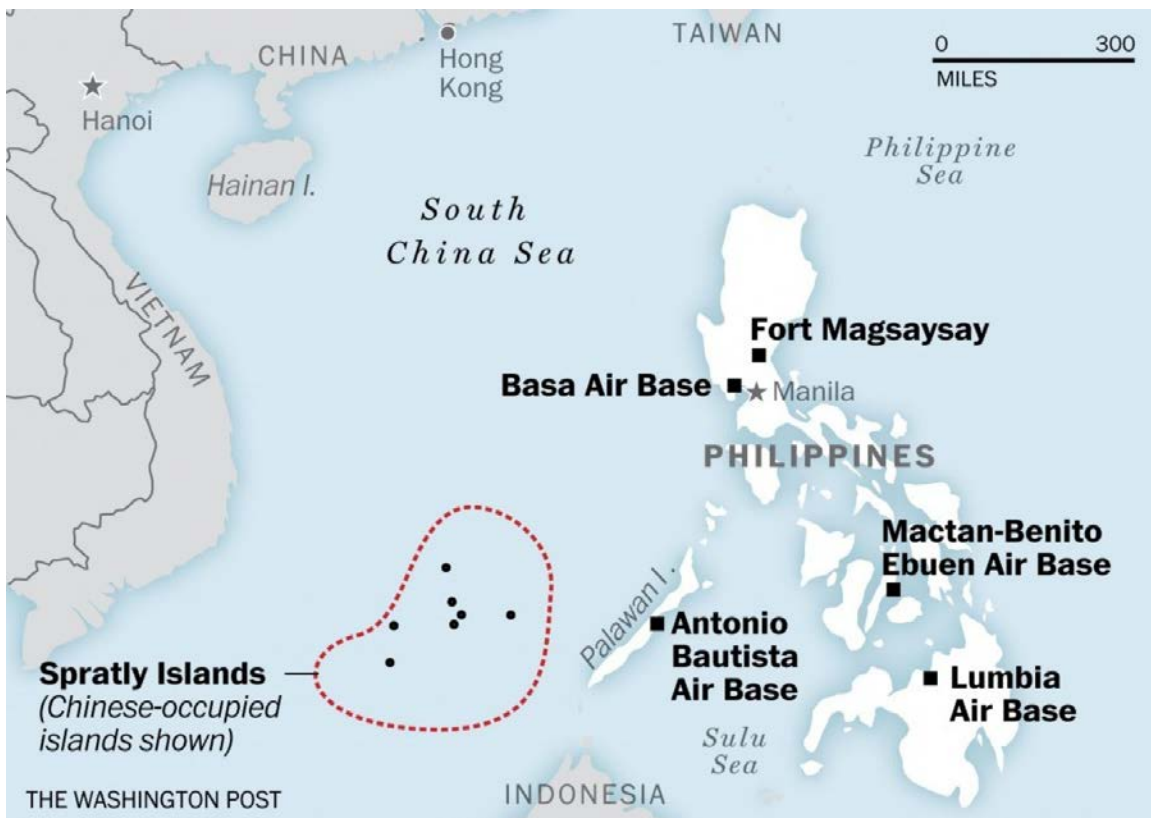 CHINA
Hong
Kong
TAIWAN
0 300
MILES
Hanoi
Hainan I.
Philippine
Sea
South
China Sea
VIETNAM
Fort Magsaysay
Basa Air Base
Manila
PHILIPPINES
Mactan-Benito
Ebuen Air Base
Palawan I.
Antonio
Bautista
Air Base
Spratly Islands
(Chinese-occupied
islands shown)
Lumbia
Air Base
Sulu
Sea
INDONESIA
THE WASHINGTON POST